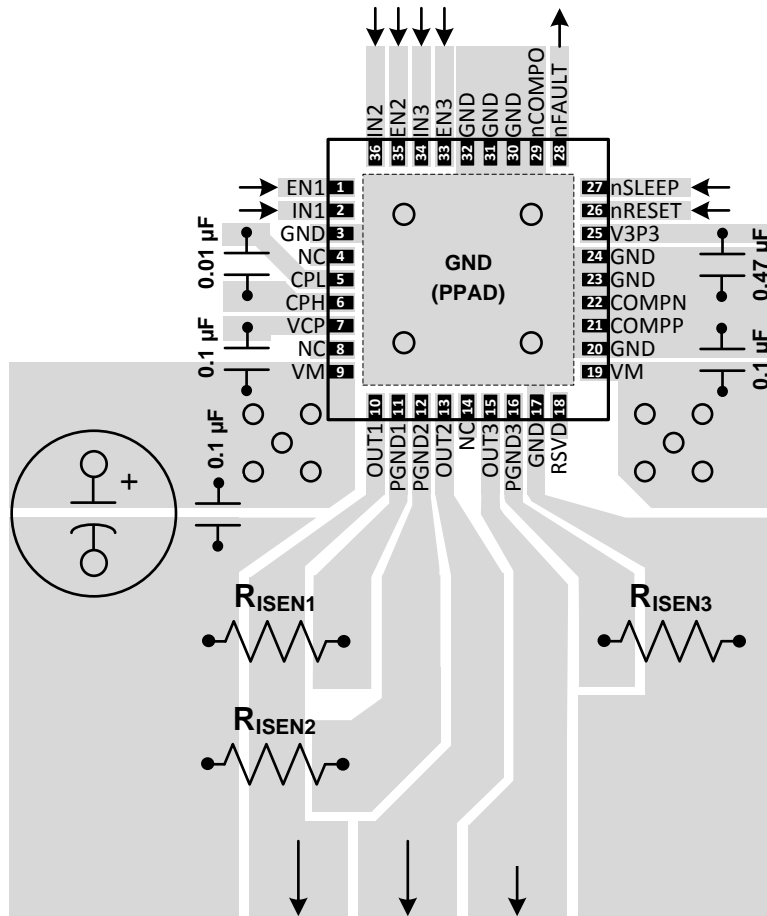 IN2
EN2
IN3
EN3
GND
GND
GND
nCOMPO
nFAULT
36
35
34
33
32
31
30
29
28
EN1 1
IN1 2
GND 3
NC 4
CPL 5
CPH 6
VCP 7
NC 8
VM 9
0.01 µF
0.1 µF
0.1 µF
+
GND
(PPAD)
27 nSLEEP
26 nRESET
25 V3P3
24 GND
23 GND
22 COMPN
21 COMPP
20 GND
19 VM
0.47 µF
0.1 µF
10
11
12
13
14
15
16
17
18
OUT1
PGND1
PGND2
OUT2
NC
OUT3
PGND3
GND
RSVD
RISEN1
RISEN3
RISEN2